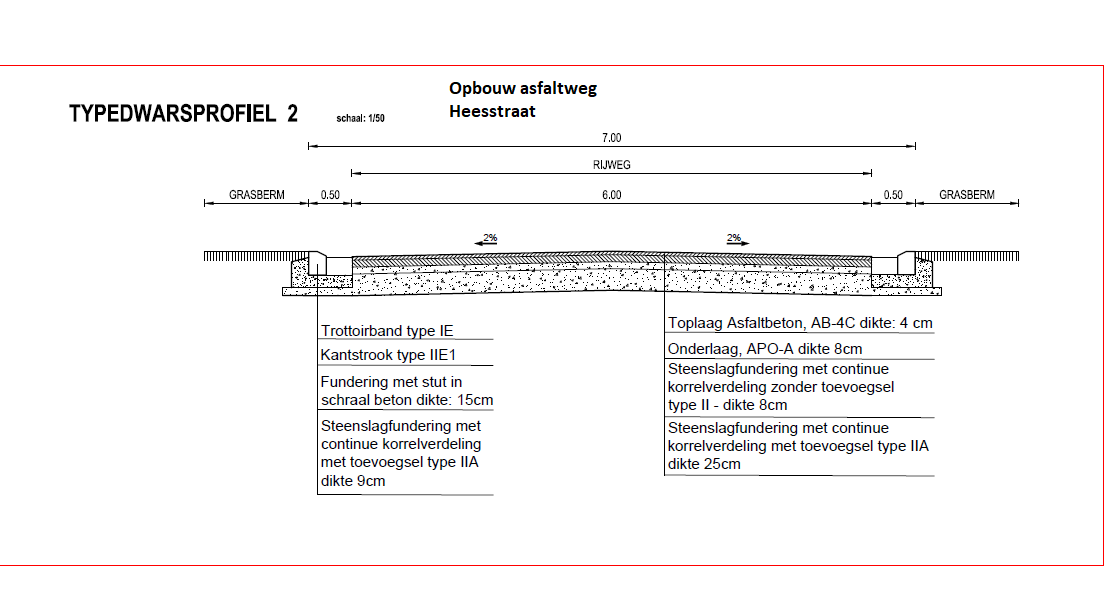 Opbouw asfaltweg
Heesstraat
TYPEDWARSPROFIEL 2
schaal: 1/50
7.00
RIJWEG
GRASBERM
0.50
6.00
0.50
GRASBERM
2%
2%
Trottoirband type IE
Kantstrook type IIE1
Fundering met stut in
schraal beton dikte: 15cm
Steenslagfundering met
continue korrelverdeling
met toevoegsel type IIA
dikte 9cm
Toplaag Asfaltbeton, AB-4C dikte: 4 cm
Onderlaag, APO-A dikte 8cm
Steenslagfundering met continue
korrelverdeling zonder toevoegsel
type II - dikte 8cm
Steenslagfundering met continue
korrelverdeling met toevoegsel type IIA
dikte 25cm